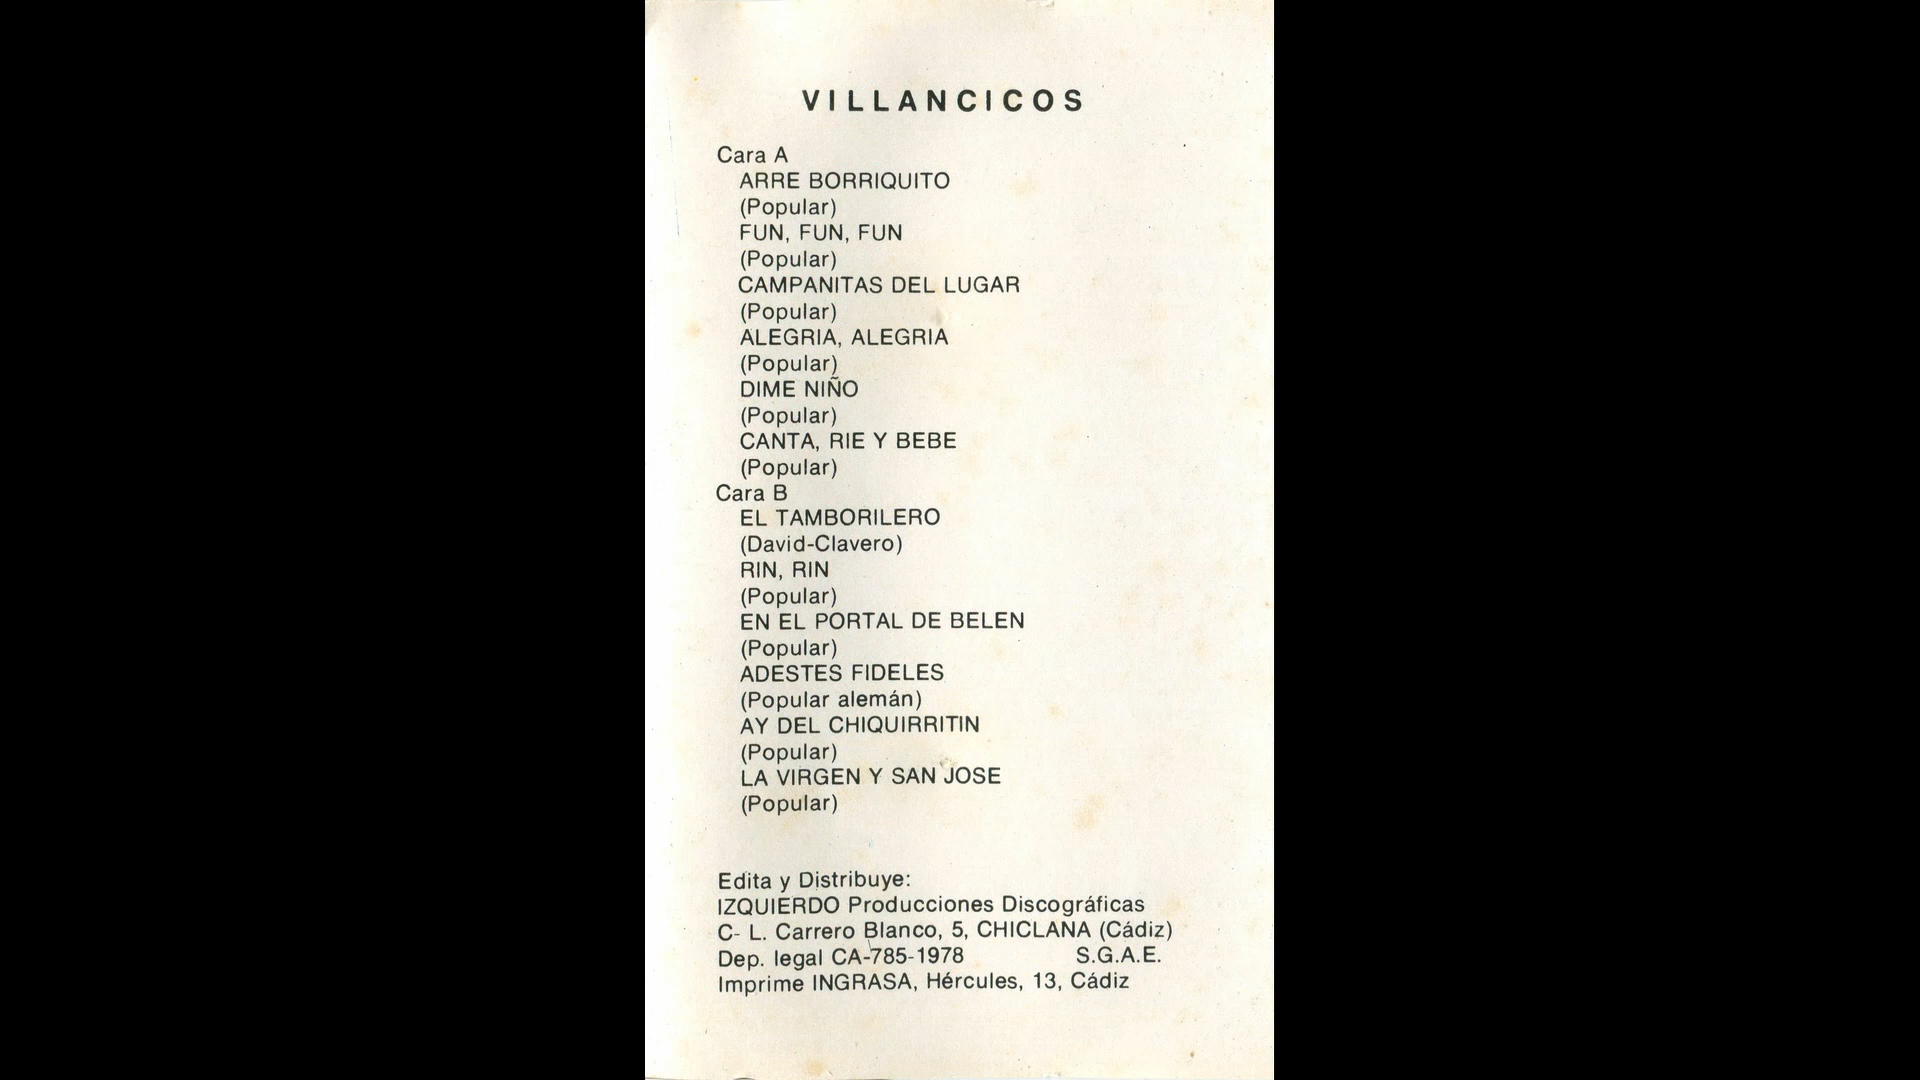 VILLANCICOS
Cara A
ARRE BORRIQUITO
(Popular)
FUN, FUN, FUN
(Popular)
CAMPANITAS DEL LUGAR
(Popular)
ALEGRIA, ALEGRIA
(Popular)
DIME NIÑO
(Popular)
CANTA, RIE Y BEBE
(Popular)
Cara B
EL TAMBORILERO
(David-Clavero)
RIN, RIN
(Popular)
EN EL PORTAL DE BELEN
(Popular)
ADESTES FIDELES
(Popular alemán)
AY DEL CHIQUIRRITIN
(Popular)
LA VIRGEN Y SAN JOSE
(Popular)
Edita y Distribuye:
IZQUIERDO Producciones Discográficas
C- L. Carrero Blanco, 5, CHICLANA (Cádiz)
Dep. legal CA-785-1978 S.G.A.E.
Imprime INGRASA, Hércules, 13, Cádiz